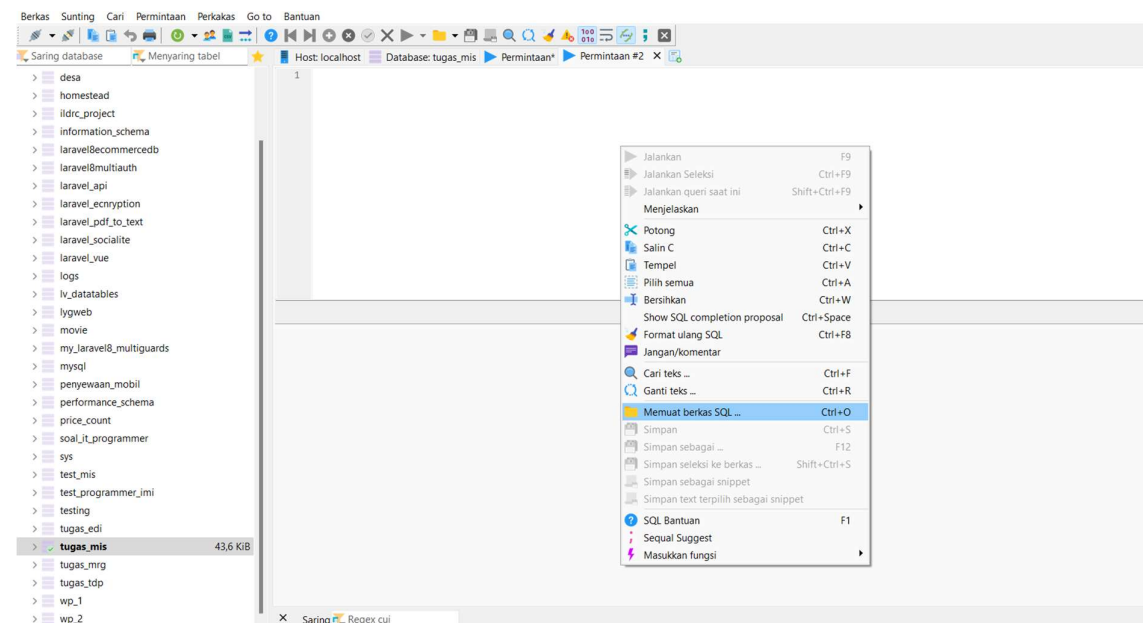 Berkas Sunting Cari Permintaan Perkakas Go to Bantuan
Saring database Menyaring tabel
Host: localhost Database: tugas_mis Permintaan* Permintaan #2
1
desa
homestead
ildrc_project
information_schema
laravel8ecommercedb
laravel8multiauth
laravel_api
laravel_ecnryption
laravel_pdf_to_text
laravel_socialite
laravel_vue
logs
lv_datatables
lygweb
movie
my_laravel8_multiguards
mysql
penyewaan_mobil
performance_schema
price_count
soal_it_programmer
sys
test_mis
test_programmer_imi
testing
tugas_edi
tugas_mis 43,6 KiB
tugas_mrg
tugas_tdp
wp_1
wp_2
Jalankan F9
Jalankan Seleksi Ctrl+F9
Jalankan queri saat ini Shift+Ctrl+F9
Menjelaskan
Potong Ctrl+X
Salin C Ctrl+C
Tempel Ctrl+V
Pilih semua Ctrl+A
Bersihkan Ctrl+W
Show SQL completion proposal Ctrl+Space
Format ulang SQL Ctrl+F8
Jangan/komentar
Cari teks ... Ctrl+F
Ganti teks ... Ctrl+R
Memuat berkas SQL ... Ctrl+O
Simpan Ctrl+S
Simpan sebagai ... F12
Simpan seleksi ke berkas ... Shift+Ctrl+S
Simpan sebagai snippet
Simpan text terpilih sebagai snippet
SQL Bantuan F1
Sequal Suggest
Masukkan fungsi
Saring Regex cui